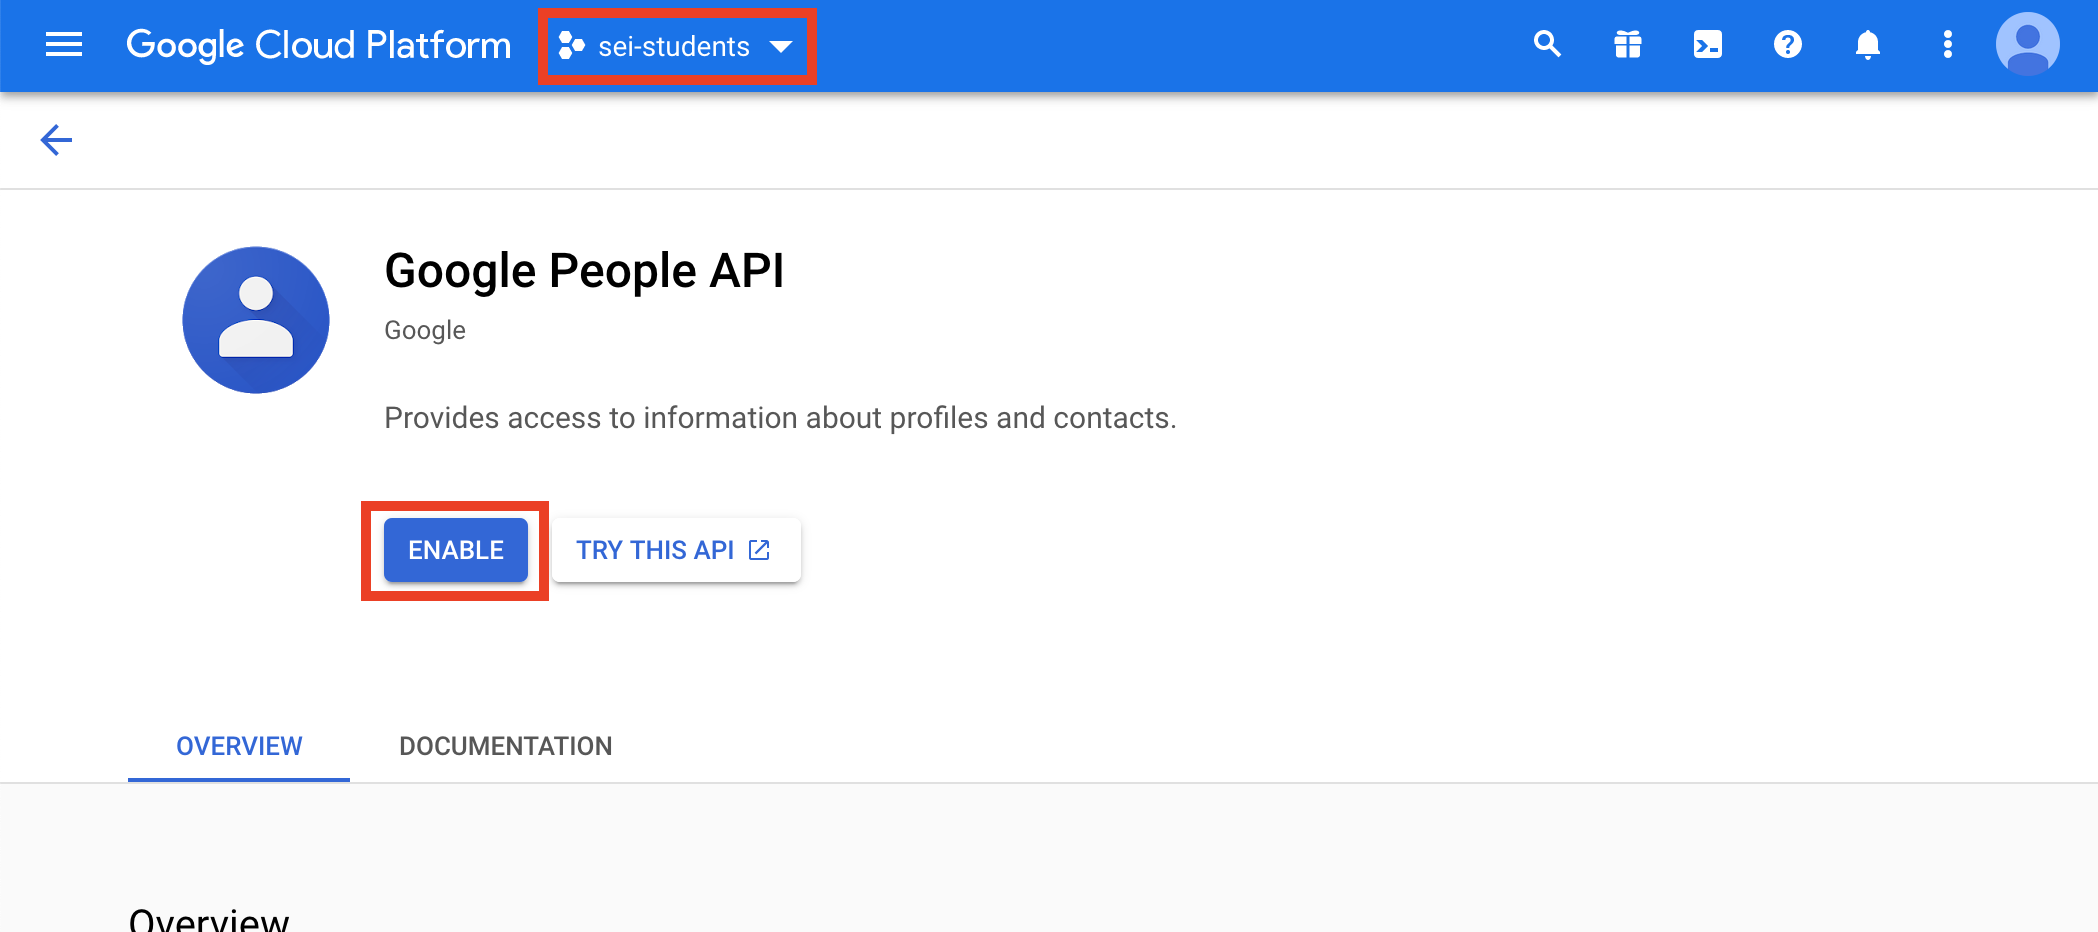 Google Cloud Platform
sei-students
Google People API
Google
Provides access to information about profiles and contacts.
ENABLE
TRY THIS API
OVERVIEW
DOCUMENTATION
Overview